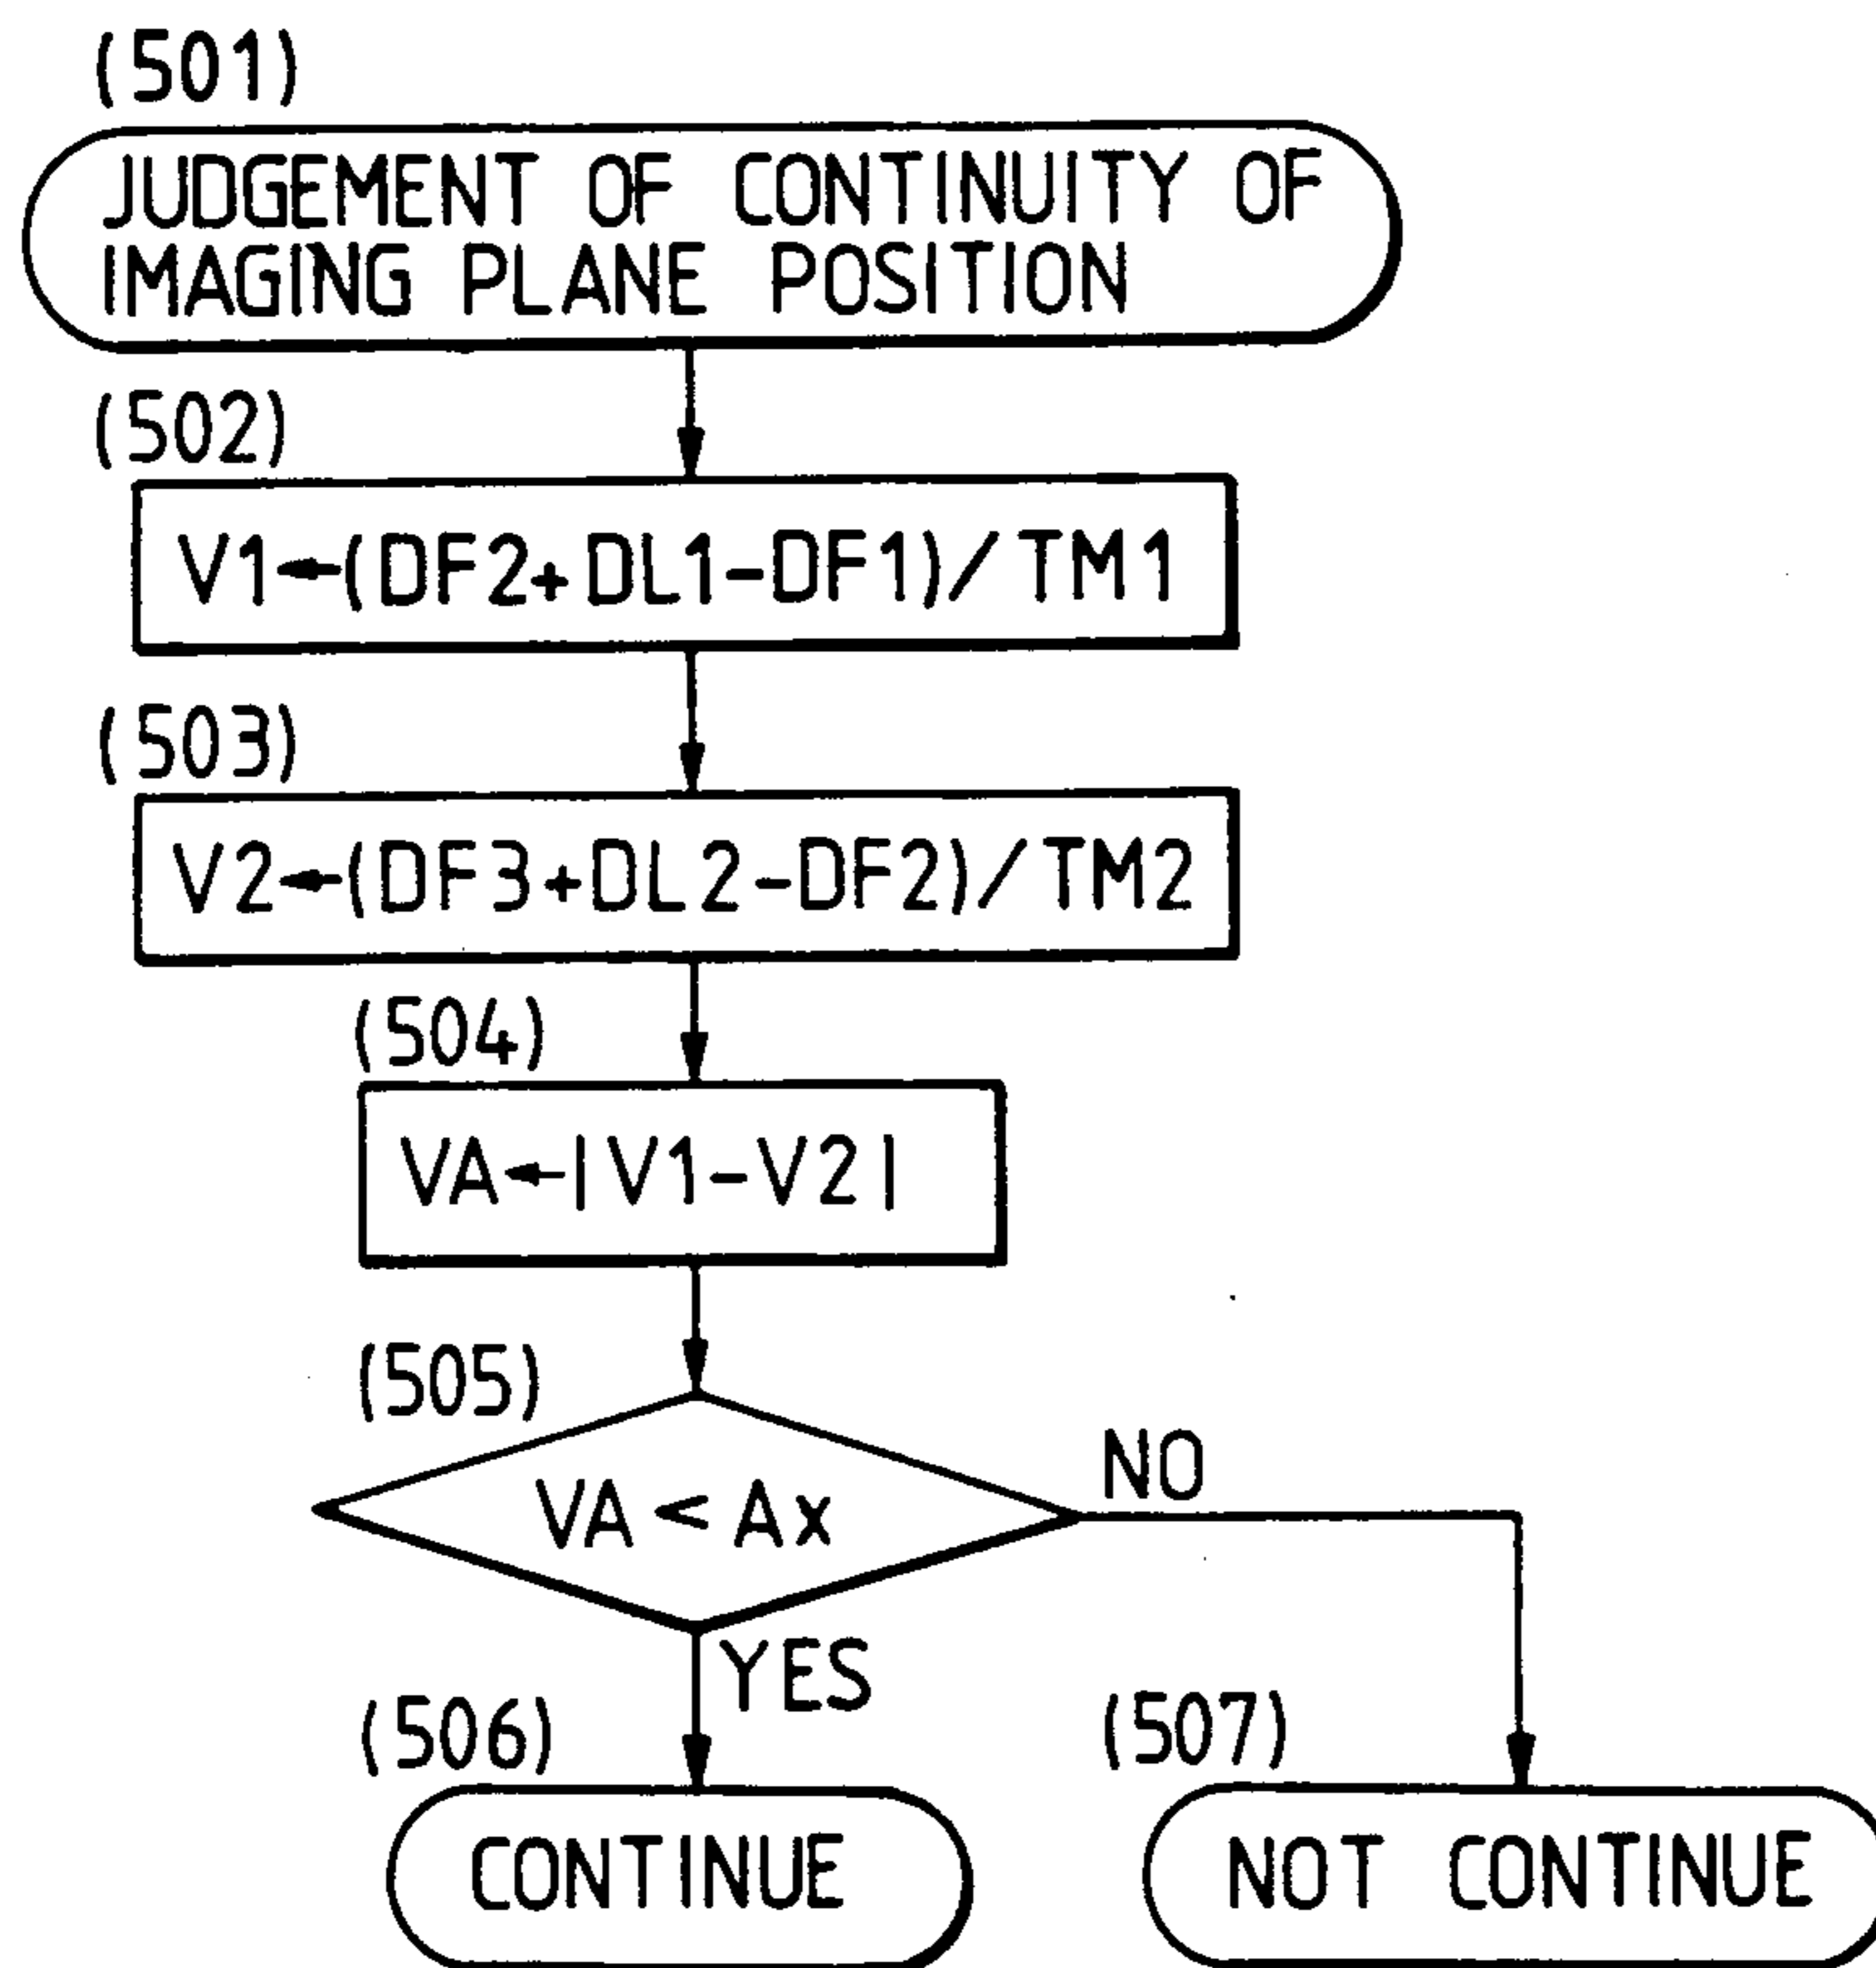 (501)
JUDGEMENT OF CONTINUITY OF
IMAGING PLANE POSITION
(502)
V1←(DF2+DL1-DF1)/TM1
(503)
V2←(DF3+DL2-DF2)/TM2
(504)
VA←|V1-V2|
(505)
VA<Ax
NO
YES
(506)
(507)
CONTINUE
NOT CONTINUE